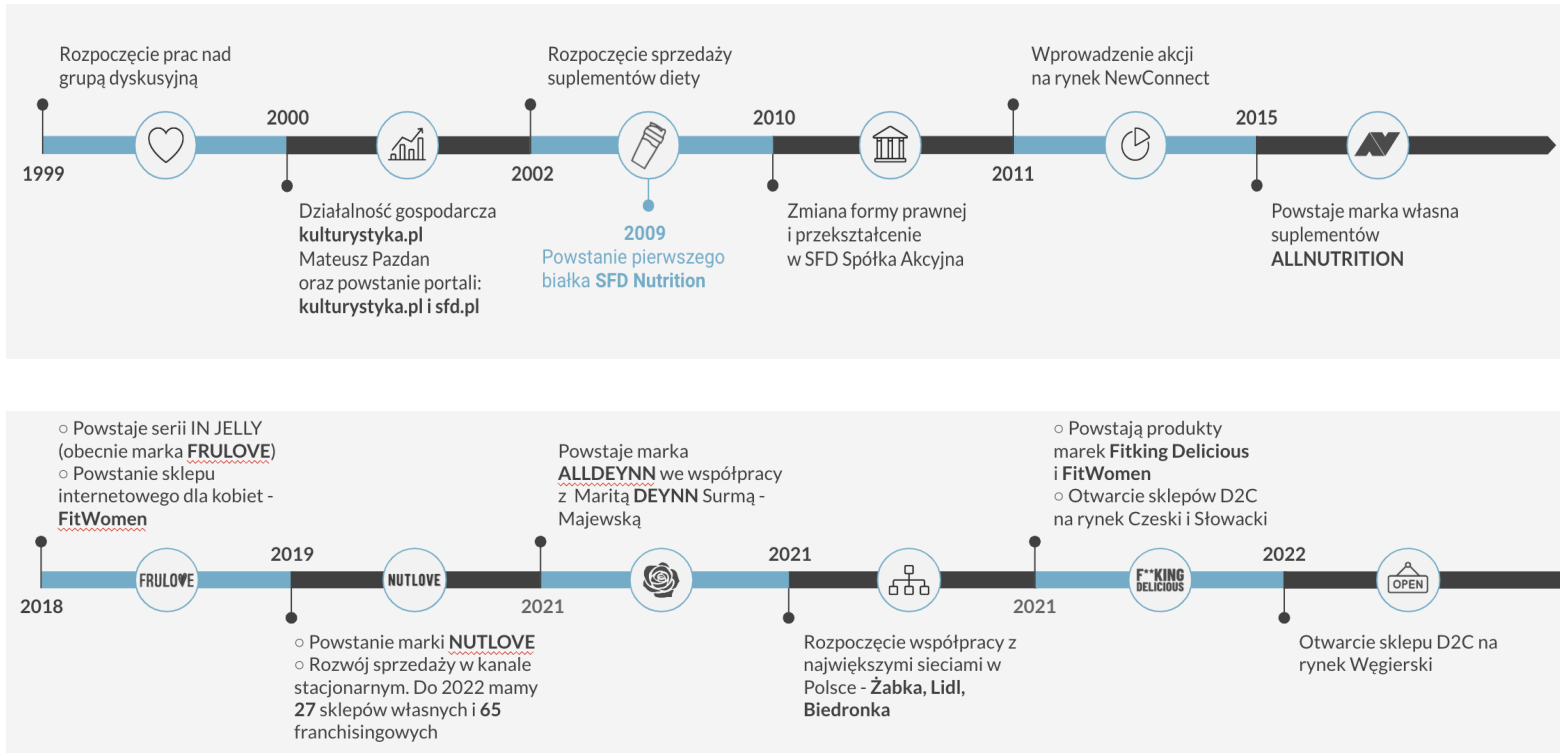 Rozpoczęcie prac nad
grupą dyskusyjną
1999
2000
Działalność gospodarcza
kulturystyka.pl
Mateusz Pazdan
oraz powstanie portali:
kulturystyka.pl i sfd.pl
Rozpoczęcie sprzedaży
suplementów diety
2002
2009
Powstanie pierwszego
białka SFD Nutrition
2010
Zmiana formy prawnej
i przekształcenie
w SFD Spółka Akcyjna
Wprowadzenie akcji
na rynek NewConnect
2011
2015
Powstaje marka własna
suplementów
ALLNUTRITION
○ Powstaje serii IN JELLY
(obecnie marka FRULOVE)
○ Powstanie sklepu
internetowego dla kobiet -
FitWomen
2018
FRULOVE
2019
NUTLOVE
○ Powstanie marki NUTLOVE
○ Rozwój sprzedaży w kanale
stacjonarnym. Do 2022 mamy
27 sklepów własnych i 65
franchisingowych
Powstaje marka
ALLDEYNN we współpracy
z Maritą DEYNN Surmą -
Majewską
2021
2021
Rozpoczęcie współpracy z
największymi sieciami w
Polsce - Żabka, Lidl,
Biedronka
○ Powstają produkty
marek Fitking Delicious
i FitWomen
○ Otwarcie sklepów D2C
na rynek Czeski i Słowacki
2021
F**KING
DELICIOUS
2022
OPEN
Otwarcie sklepu D2C na
rynek Węgierski